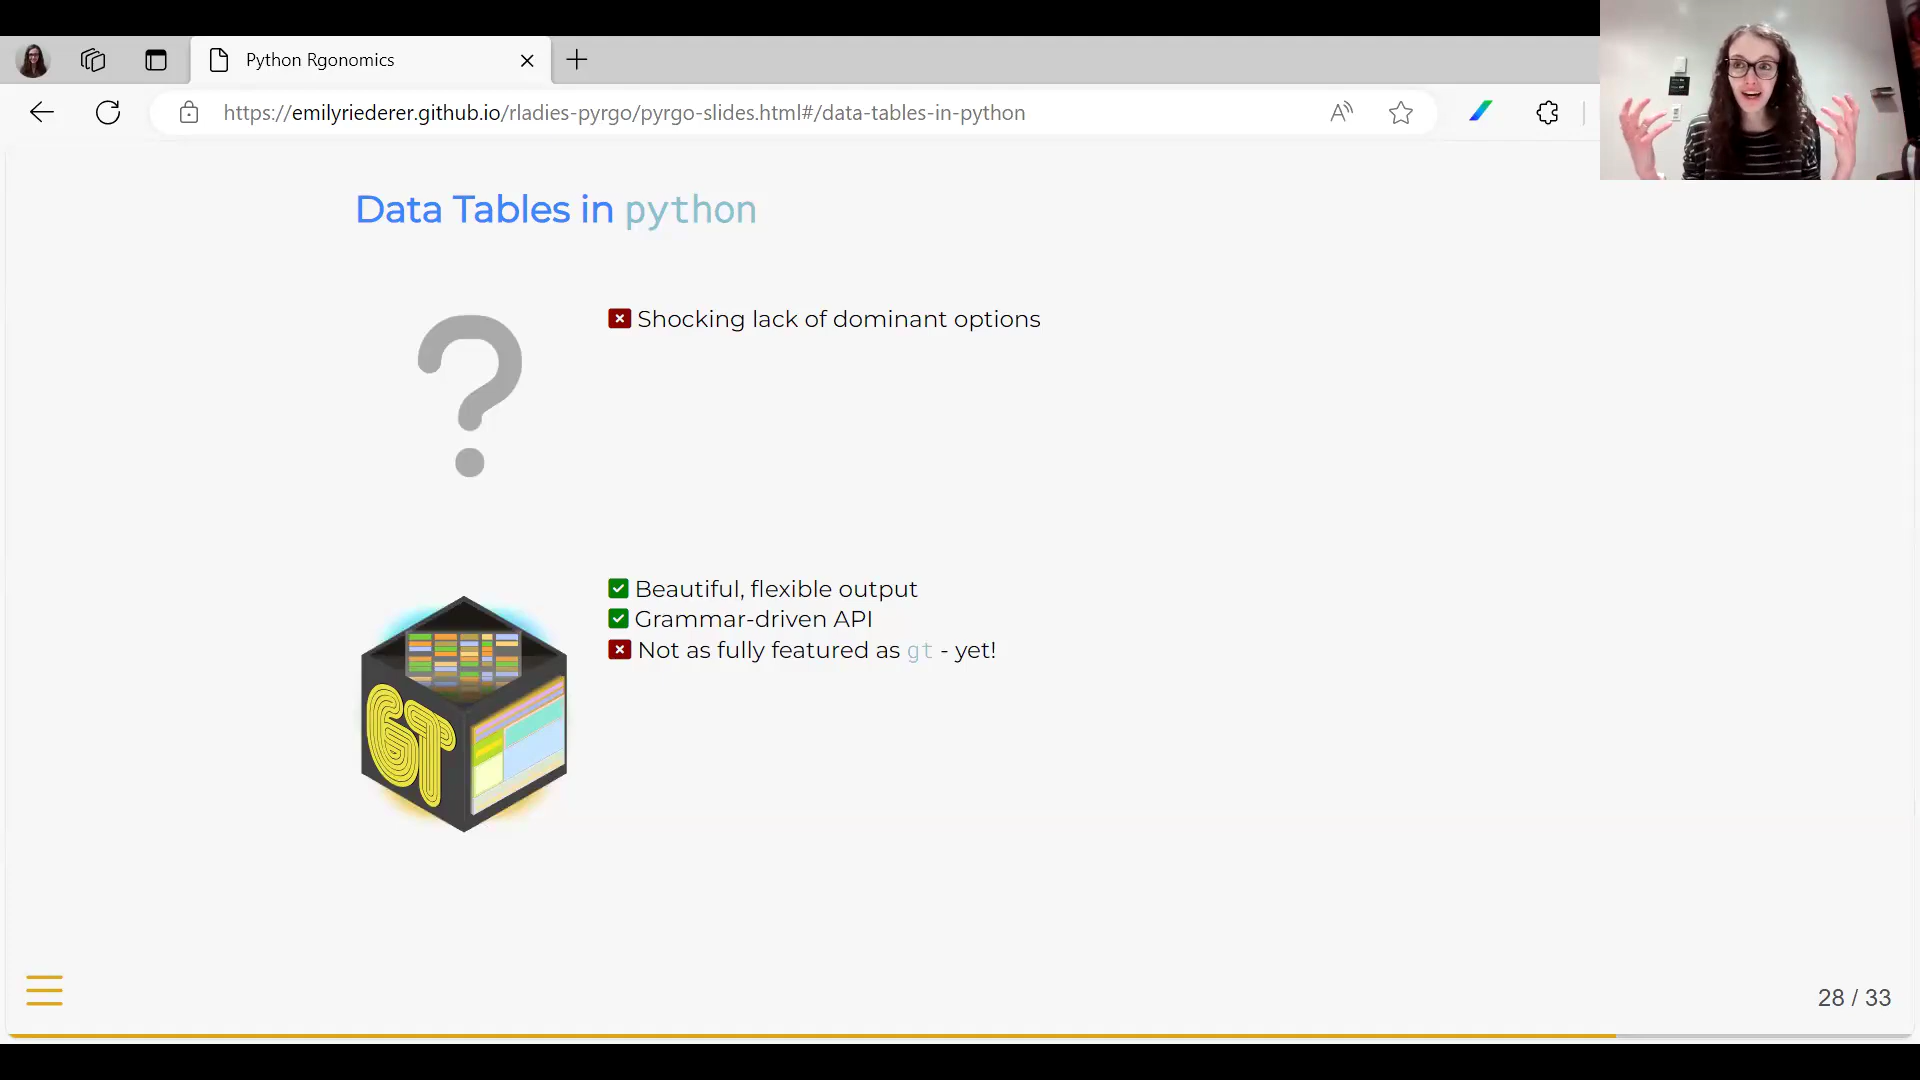 Python Rgonomics
https://emilyriederer.github.io/rladies-pyrgo/pyrgo-slides.html#/data-tables-in-python
Data Tables in python
Shocking lack of dominant options
Beautiful, flexible output
Grammar-driven API
Not as fully featured as gt - yet!
GT
28 / 33